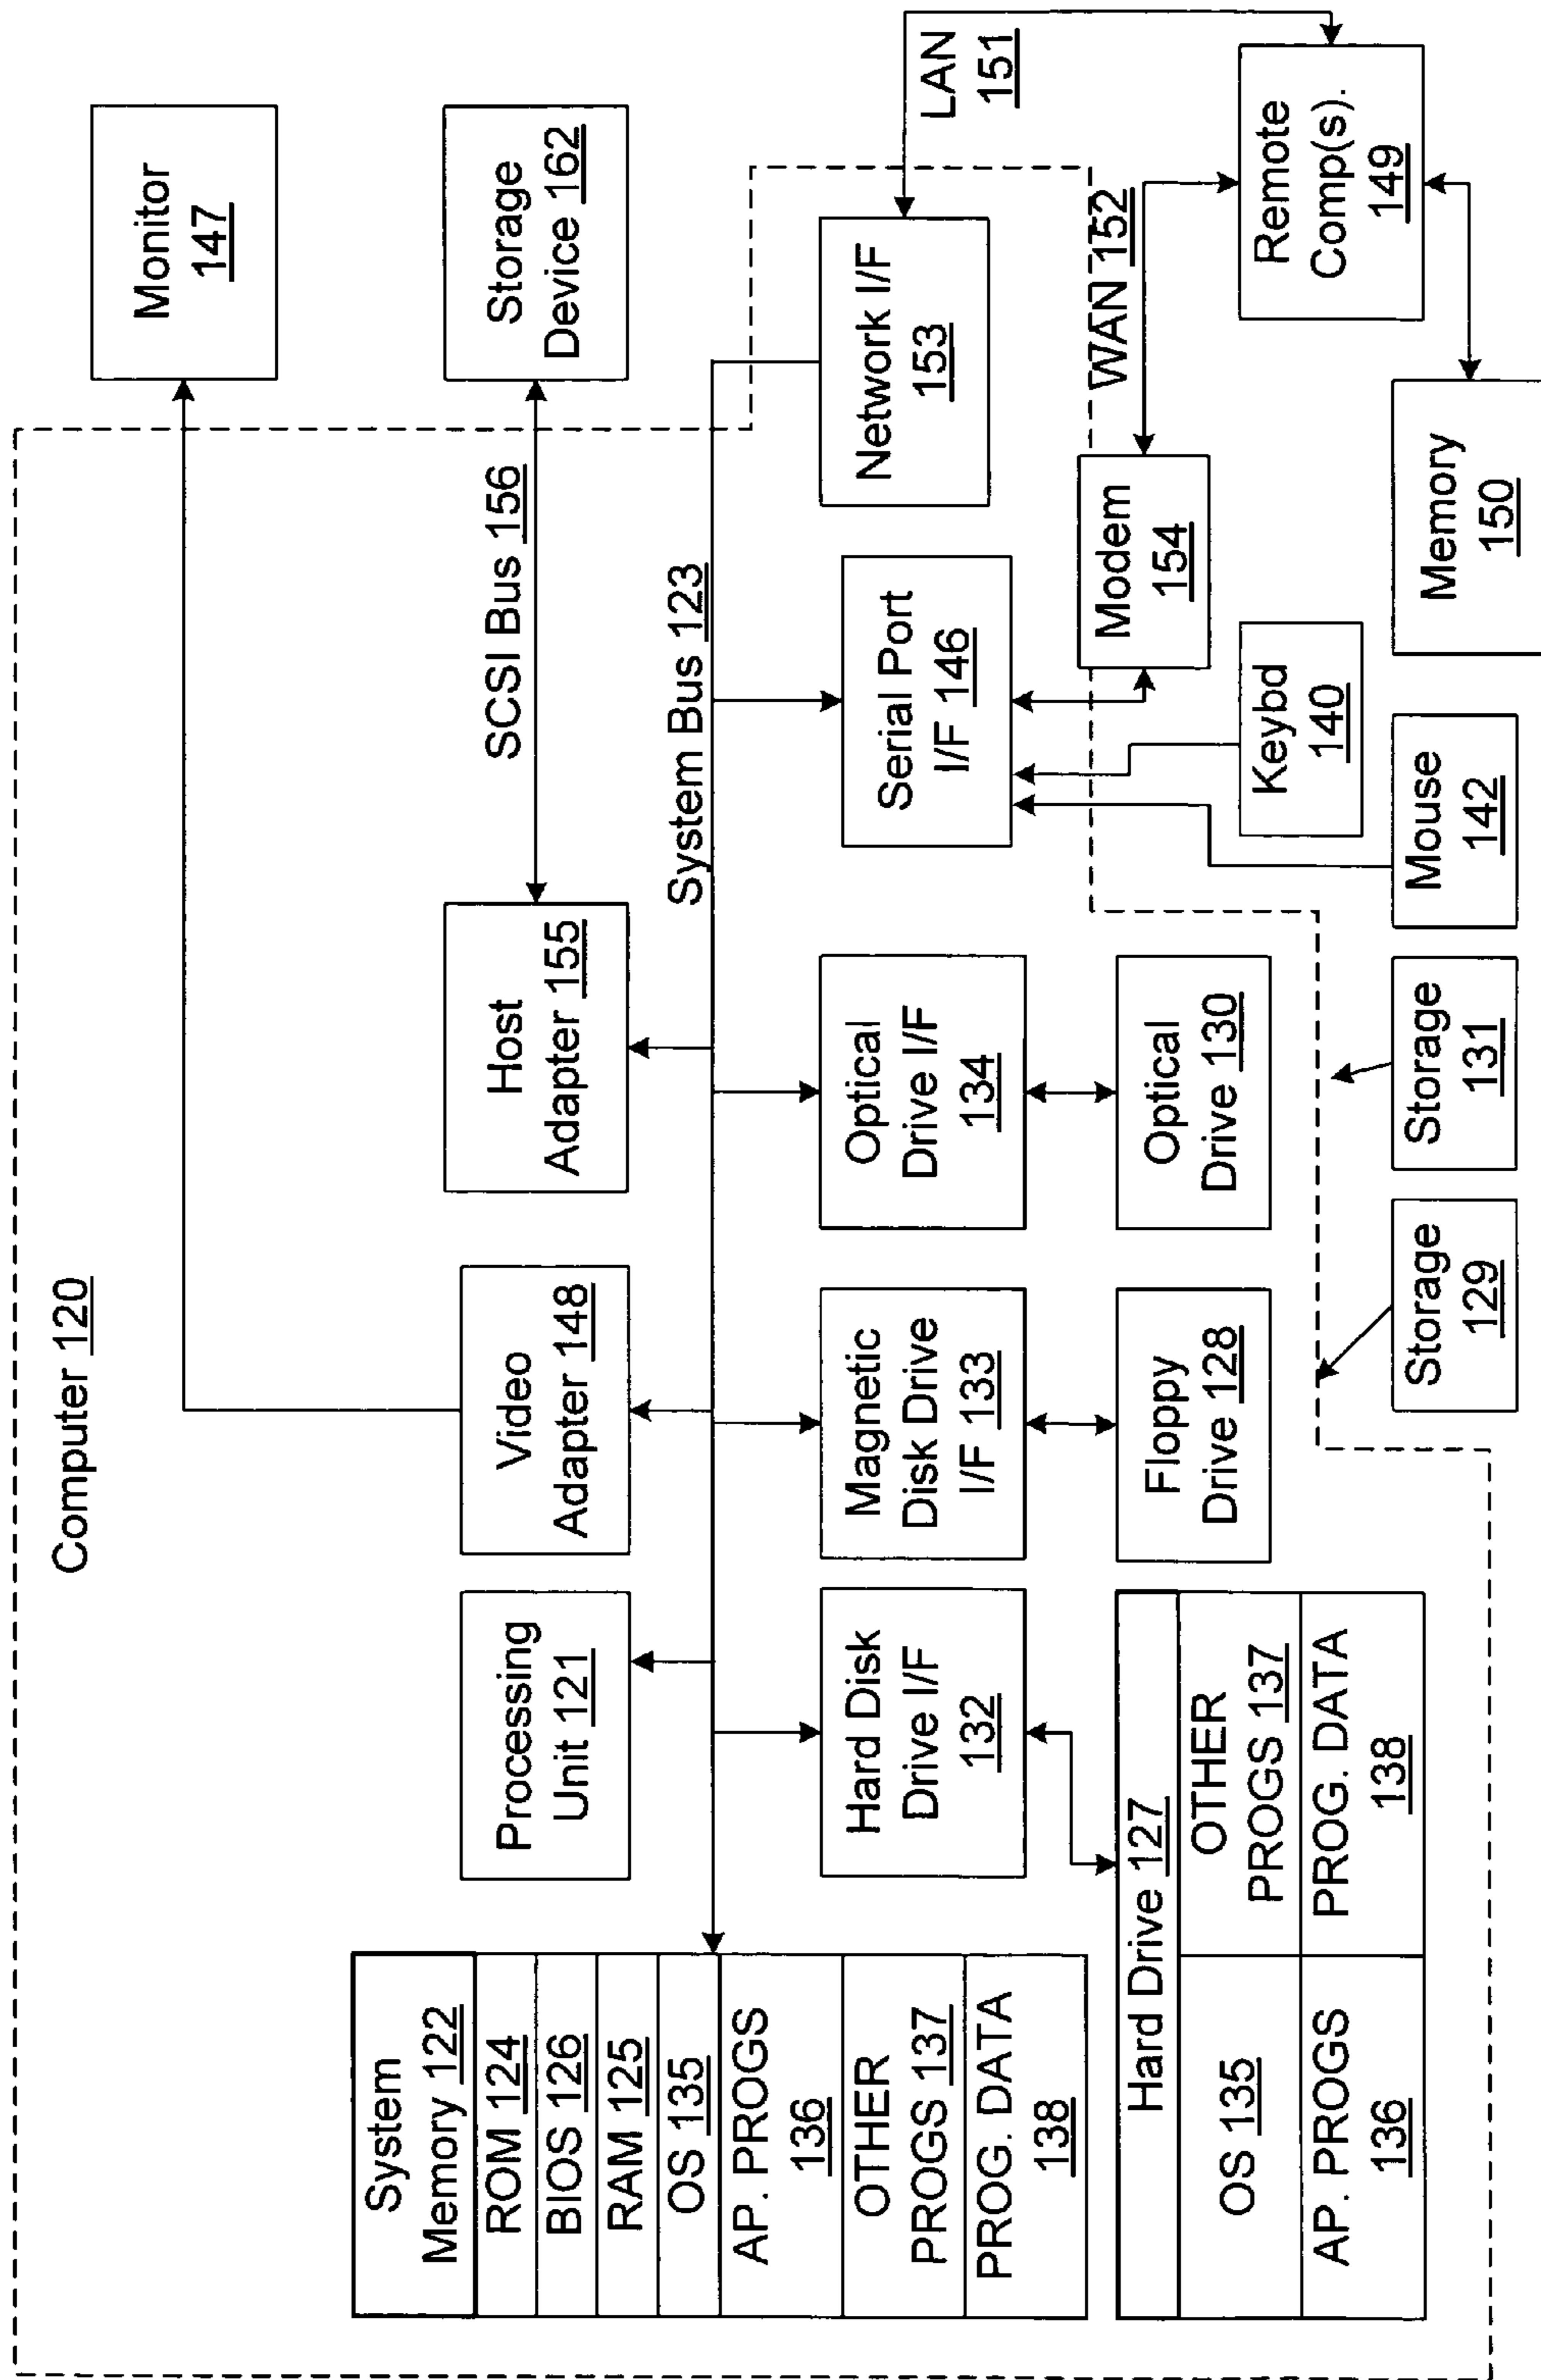 Computer 120
Monitor
147
System
Memory 122
ROM 124
BIOS 126
RAM 125
OS 135
AP. PROGS
136
OTHER
PROGS 137
PROG. DATA
138
Processing
Unit 121
Video
Adapter 148
Host
Adapter 155
SCSI Bus 156
Storage
Device 162
System Bus 123
Hard Disk
Drive I/F
132
Magnetic
Disk Drive
I/F 133
Optical
Drive I/F
134
Serial Port
I/F 146
Network I/F
153
LAN
151
Hard Drive 127
OS 135
OTHER
PROGS 137
AP. PROGS
136
PROG. DATA
138
Floppy
Drive 128
Optical
Drive 130
Modem
154
WAN 152
Remote
Comp(s).
149
Keybd
140
Storage
129
Storage
131
Mouse
142
Memory
150